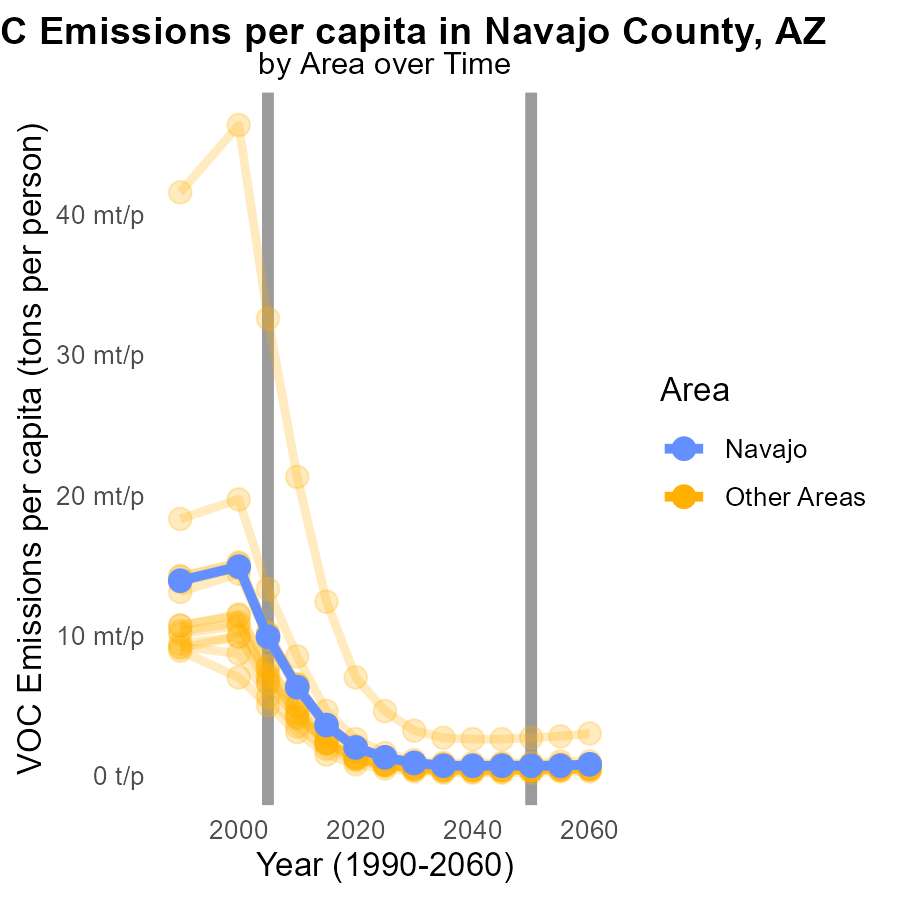 C Emissions per capita in Navajo County, AZ
by Area over Time
VOC Emissions per capita (tons per person)
40 mt/p
30 mt/p
20 mt/p
10 mt/p
0 t/p
2000 2020 2040 2060
Year (1990-2060)
Area
Navajo
Other Areas